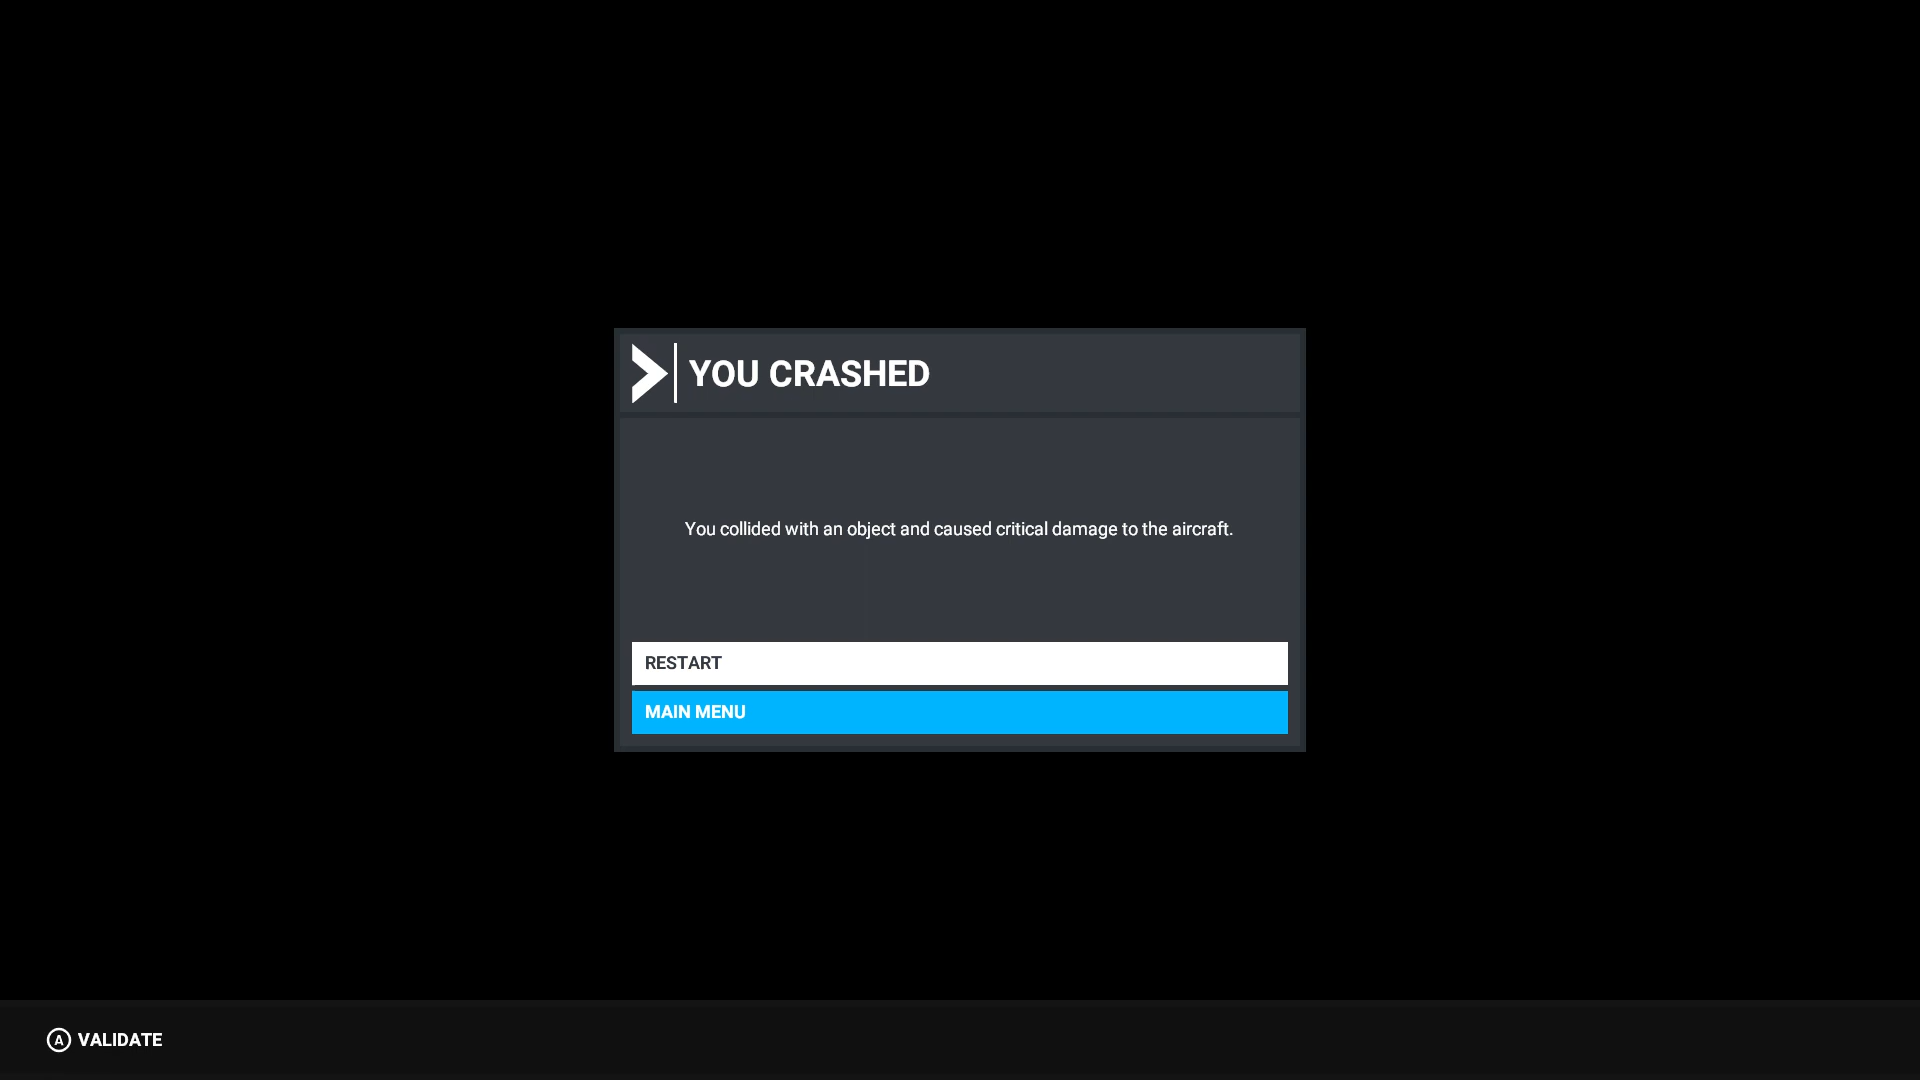 YOU CRASHED
You collided with an object and caused critical damage to the aircraft.
RESTART
MAIN MENU
A VALIDATE